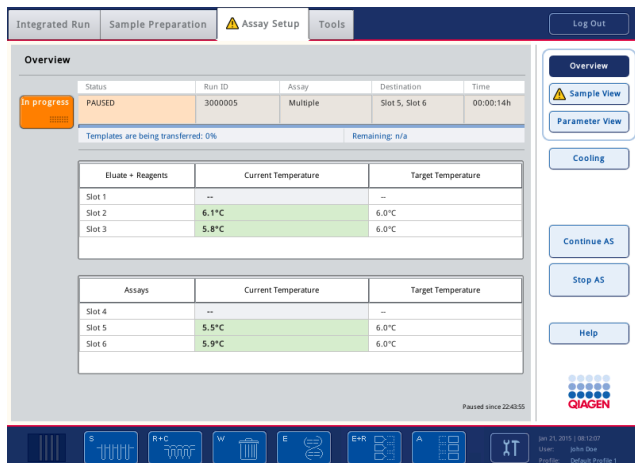 Integrated Run Sample Preparation Assay Setup Tools Log Out
Overview
Overview
Sample View
Parameter View
Cooling
Continue AS
Stop AS
Help
In progress
Status Run ID Assay Destination Time
PAUSED 3000005 Multiple Slot 5, Slot 6 00:00:14h
Templates are being transferred: 0% Remaining: n/a
Eluate + Reagents Current Temperature Target Temperature
Slot 1 -- --
Slot 2 6.1°C 6.0°C
Slot 3 5.8°C 6.0°C
Assays Current Temperature Target Temperature
Slot 4 -- --
Slot 5 5.5°C 6.0°C
Slot 6 5.9°C 6.0°C
Paused since 22:43:55
QIAGEN
S R+C W E E+R A
jan 21, 2015 | 08:12:07
User: John Doe
Profile: Default Profile 1